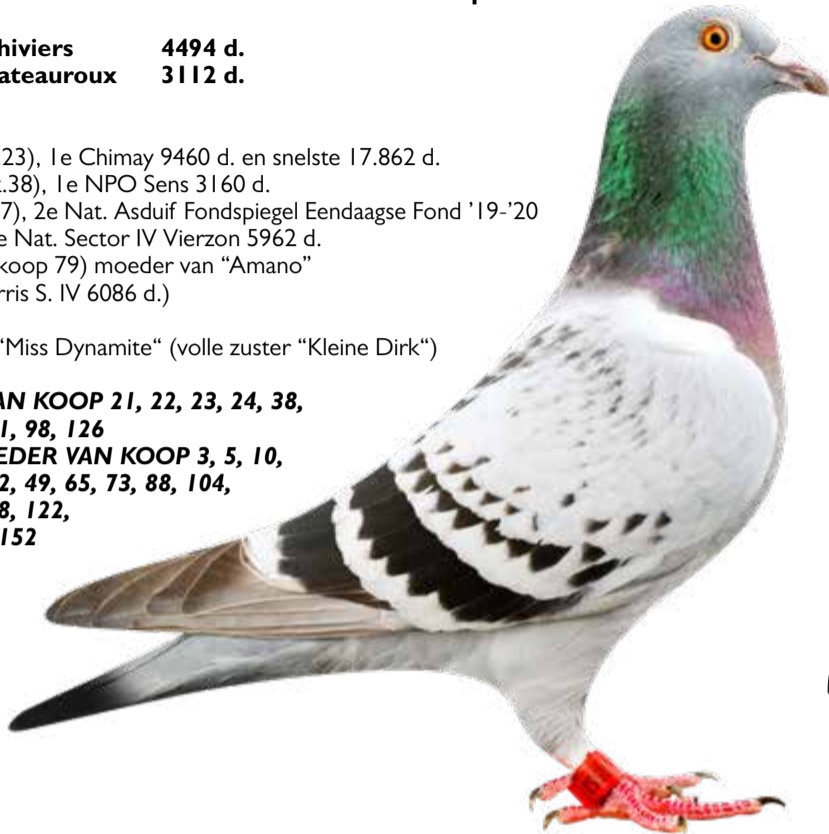 hiviers 4494 d.
ateauroux 3112 d.
23), 1e Chimay 9460 d. en snelste 17.862 d.
.38), 1e NPO Sens 3160 d.
7), 2e Nat. Asduif Fondspiegel Eendaagse Fond ’19-’20
e Nat. Sector IV Vierzon 5962 d.
koop 79) moeder van “Amano”
rris S. IV 6086 d.)
“Miss Dynamite“ (volle zuster “Kleine Dirk“)
AN KOOP 21, 22, 23, 24, 38,
1, 98, 126
EDER VAN KOOP 3, 5, 10,
2, 49, 65, 73, 88, 104,
8, 122,
152